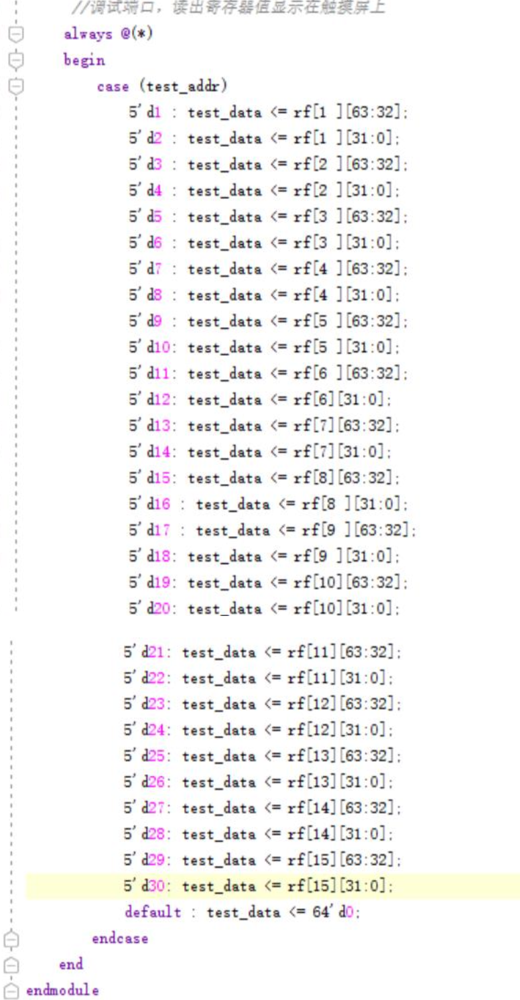 //调试端口，读出寄存器值显示在触摸屏上
always @(*)
begin
case (test_addr)
5'd1 : test_data <= rf[1 ][63:32];
5'd2 : test_data <= rf[1 ][31:0];
5'd3 : test_data <= rf[2 ][63:32];
5'd4 : test_data <= rf[2 ][31:0];
5'd5 : test_data <= rf[3 ][63:32];
5'd6 : test_data <= rf[3 ][31:0];
5'd7 : test_data <= rf[4 ][63:32];
5'd8 : test_data <= rf[4 ][31:0];
5'd9 : test_data <= rf[5 ][63:32];
5'd10: test_data <= rf[5 ][31:0];
5'd11: test_data <= rf[6 ][63:32];
5'd12: test_data <= rf[6][31:0];
5'd13: test_data <= rf[7][63:32];
5'd14: test_data <= rf[7][31:0];
5'd15: test_data <= rf[8][63:32];
5'd16 : test_data <= rf[8 ][31:0];
5'd17 : test_data <= rf[9 ][63:32];
5'd18: test_data <= rf[9 ][31:0];
5'd19: test_data <= rf[10][63:32];
5'd20: test_data <= rf[10][31:0];
5'd21: test_data <= rf[11][63:32];
5'd22: test_data <= rf[11][31:0];
5'd23: test_data <= rf[12][63:32];
5'd24: test_data <= rf[12][31:0];
5'd25: test_data <= rf[13][63:32];
5'd26: test_data <= rf[13][31:0];
5'd27: test_data <= rf[14][63:32];
5'd28: test_data <= rf[14][31:0];
5'd29: test_data <= rf[15][63:32];
5'd30: test_data <= rf[15][31:0];
default : test_data <= 64'd0;
endcase
end
endmodule